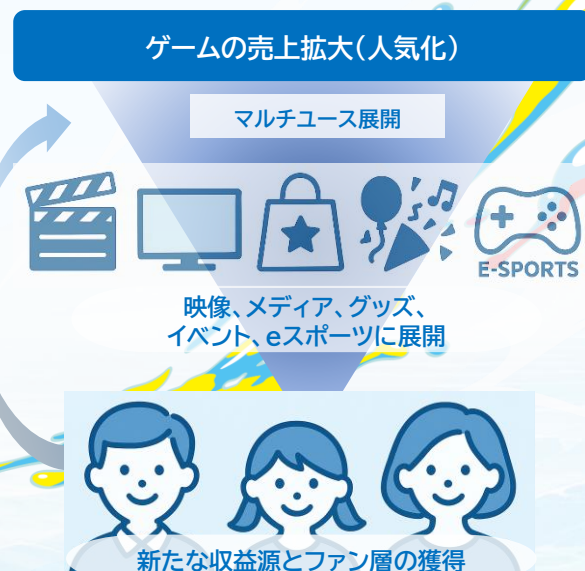 ゲームの売上拡大(人気化)
マルチユース展開
E-SPORTS
映像、メディア、グッズ、
イベント、eスポーツに展開
新たな収益源とファン層の獲得